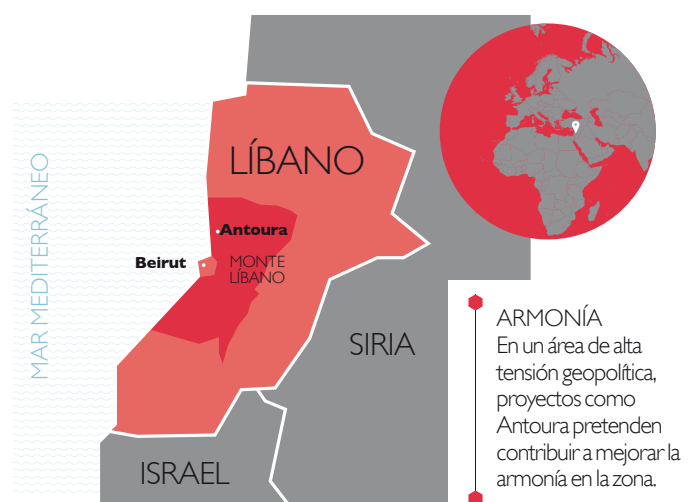 MAR MEDITERRÁNEO
LÍBANO
Antoura
Beirut
MONTE
LÍBANO
SIRIA
ISRAEL
ARMONÍA
En un área de alta
tensión geopolítica,
proyectos como
Antoura pretenden
contribuir a mejorar la
armonía en la zona.